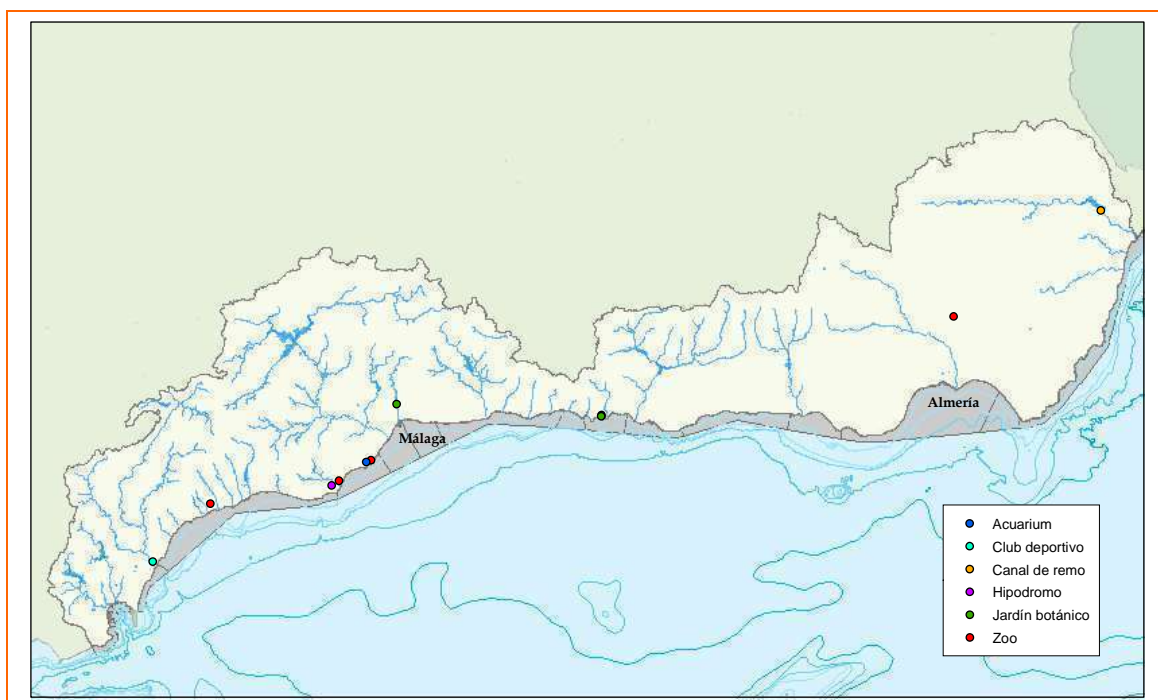 Málaga
Almería
Acuarium
Club deportivo
Canal de remo
Hipodromo
Jardín botánico
Zoo